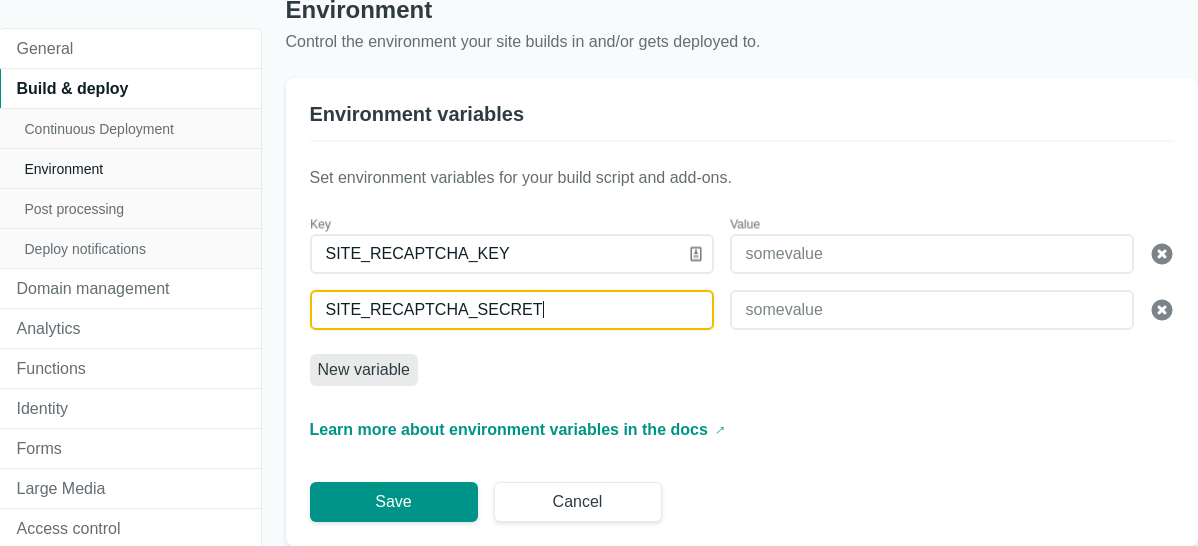 Environment
Control the environment your site builds in and/or gets deployed to.
General
Build & deploy
Continuous Deployment
Environment
Post processing
Deploy notifications
Domain management
Analytics
Functions
Identity
Forms
Large Media
Access control
Environment variables
Set environment variables for your build script and add-ons.
Key Value
SITE_RECAPTCHA_KEY somevalue
SITE_RECAPTCHA_SECRET somevalue
New variable
Learn more about environment variables in the docs
Save Cancel